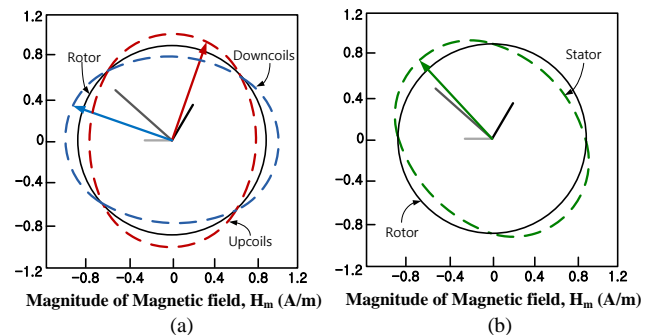 1.2
0.8
0.4
0
−0.4
−0.8
−1.2
Rotor
Downcoils
Upcoils
−0.8 −0.4 0 0.4 0.8 1.2
Magnitude of Magnetic field, Hm (A/m)
(a)
1.2
0.8
0.4
0
−0.4
−0.8
−1.2
Stator
Rotor
−0.8 −0.4 0 0.4 0.8 1.2
Magnitude of Magnetic field, Hm (A/m)
(b)